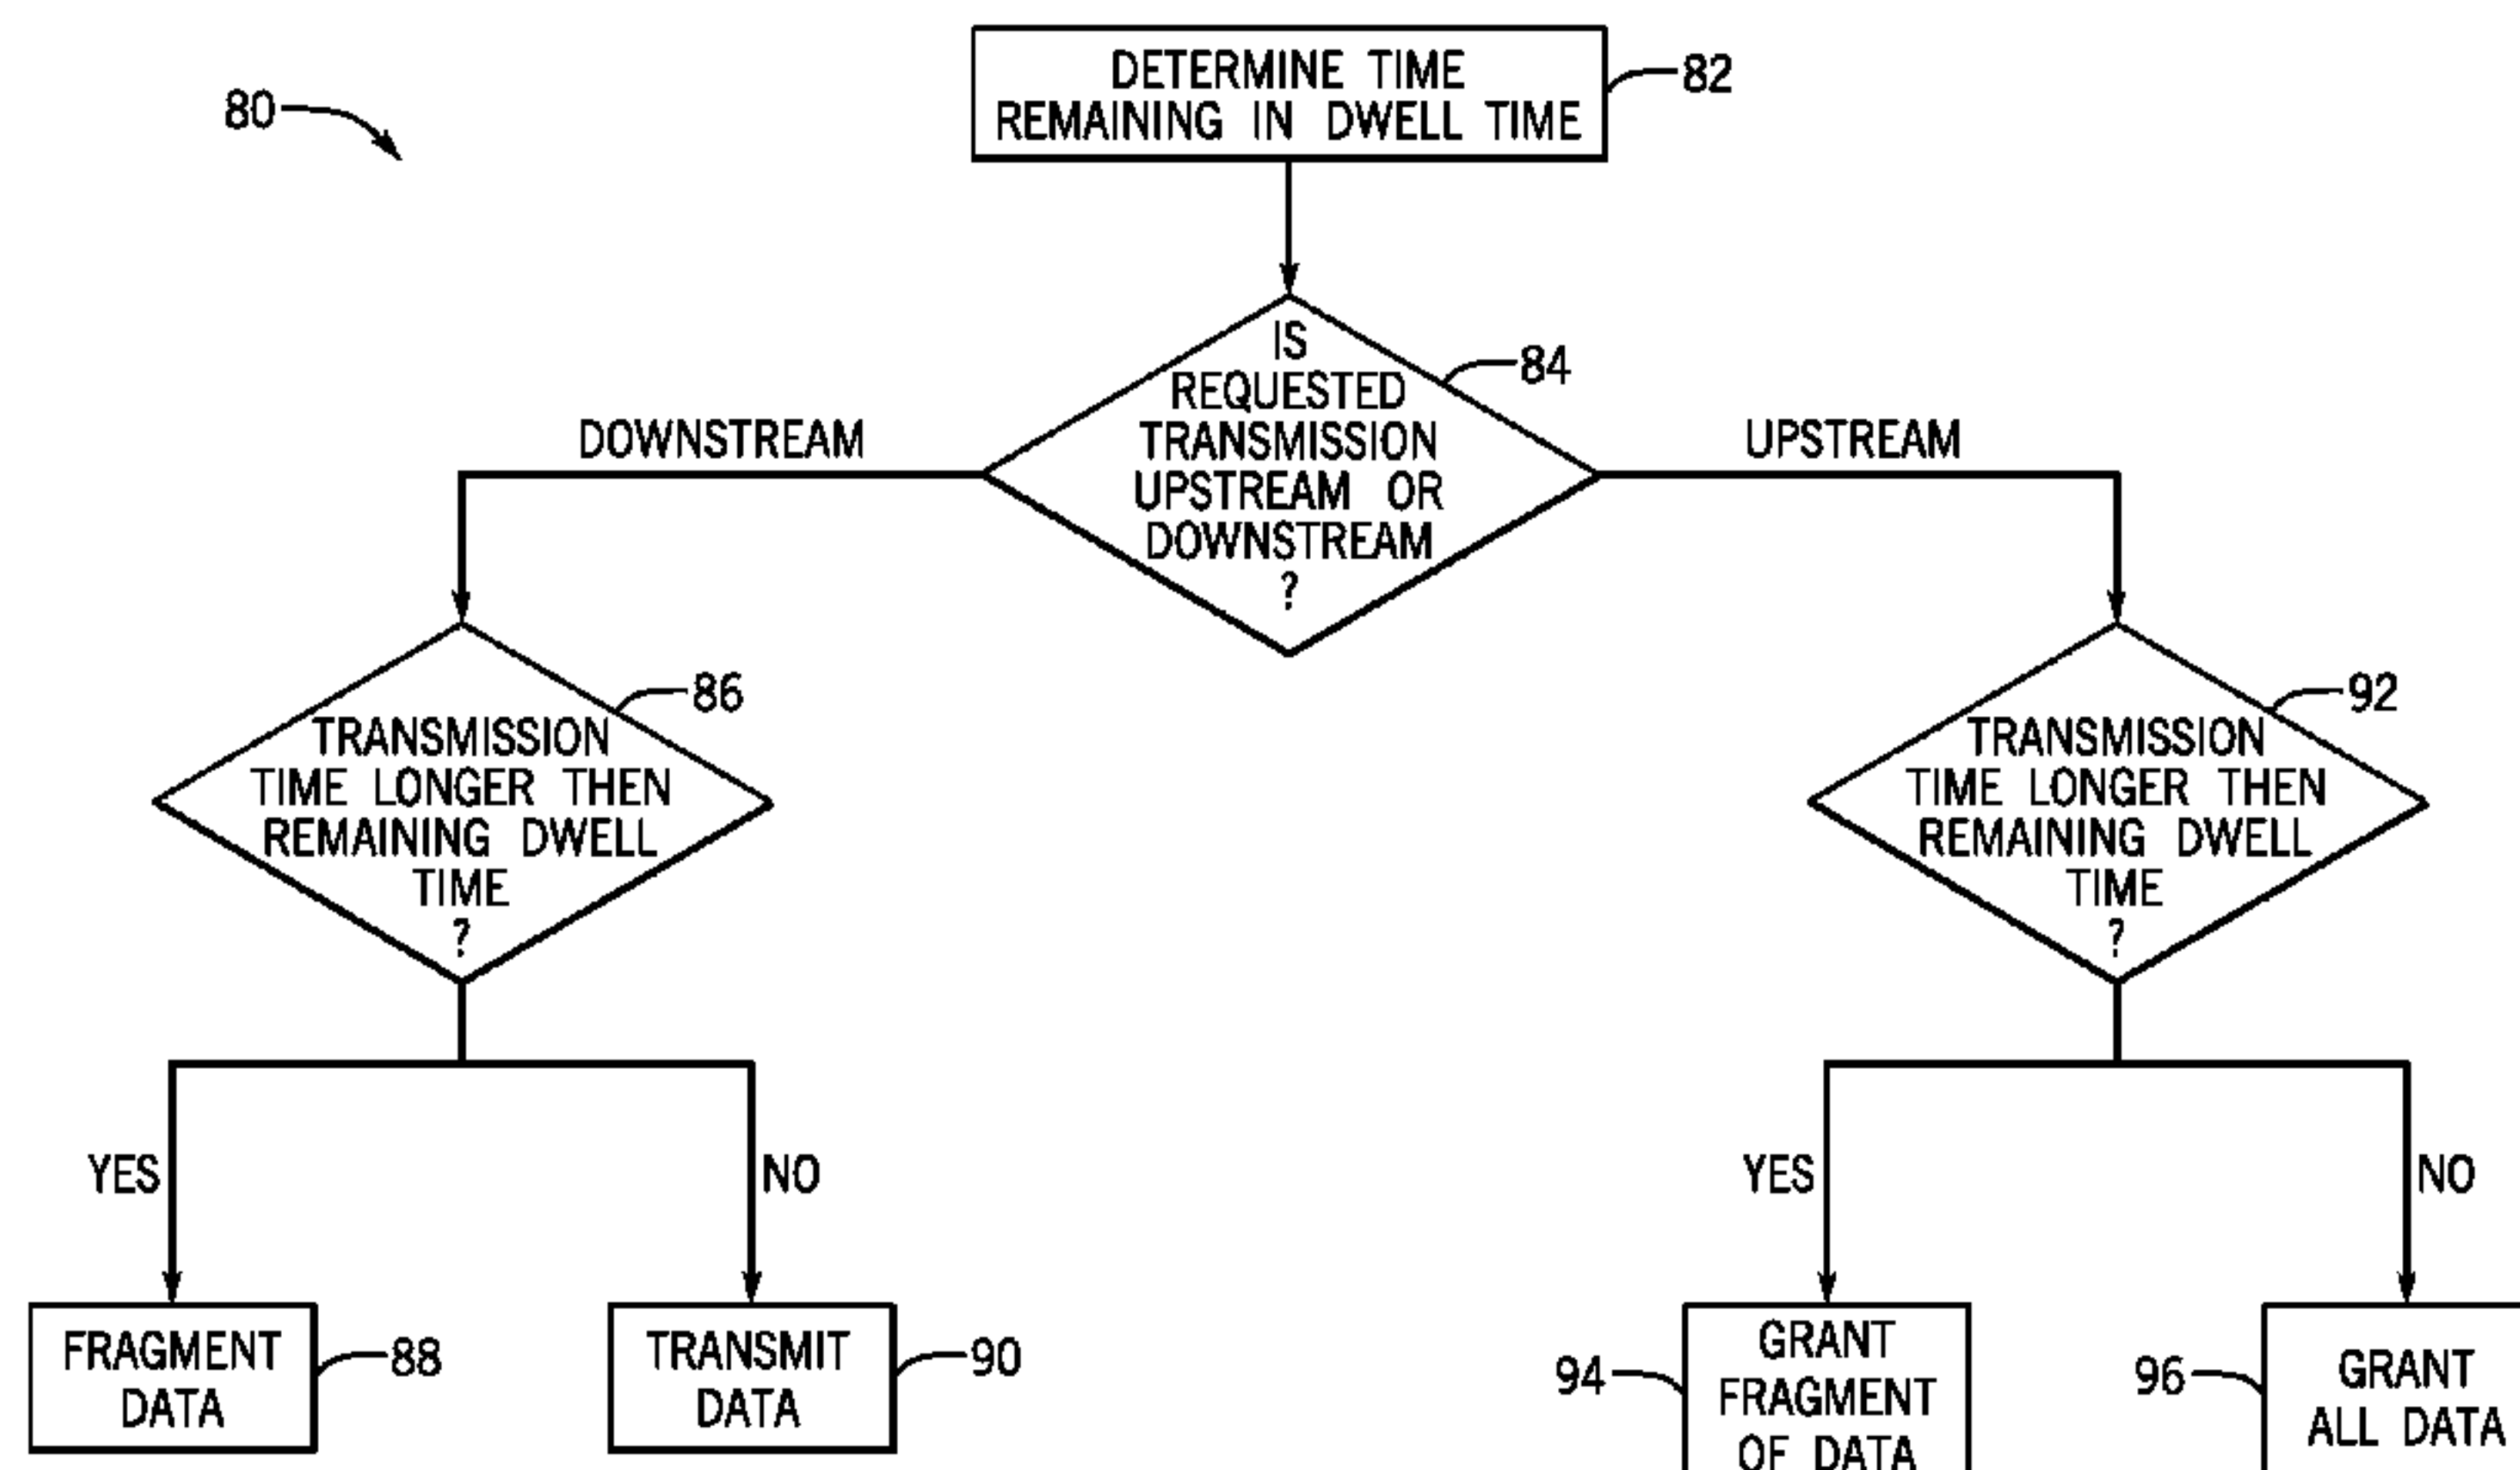 80
DETERMINE TIME
REMAINING IN DWELL TIME
82
IS
REQUESTED
TRANSMISSION
UPSTREAM OR
DOWNSTREAM
?
84
DOWNSTREAM
UPSTREAM
TRANSMISSION
TIME LONGER THEN
REMAINING DWELL
TIME
?
86
TRANSMISSION
TIME LONGER THEN
REMAINING DWELL
TIME
?
92
YES
NO
YES
NO
FRAGMENT
DATA
88
TRANSMIT
DATA
90
94
GRANT
FRAGMENT
OF DATA
96
GRANT
ALL DATA